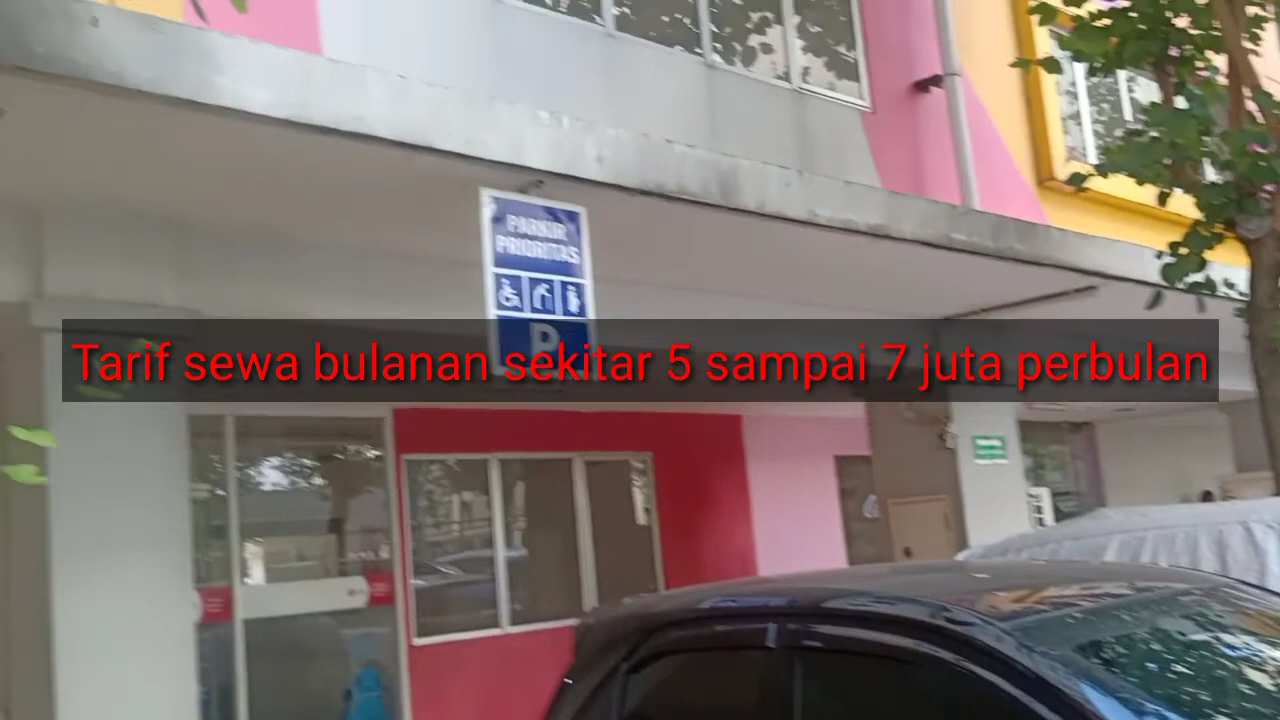 PARKIR
PRIORITAS
P
Tarif sewa bulanan sekitar 5 sampai 7 juta perbulan